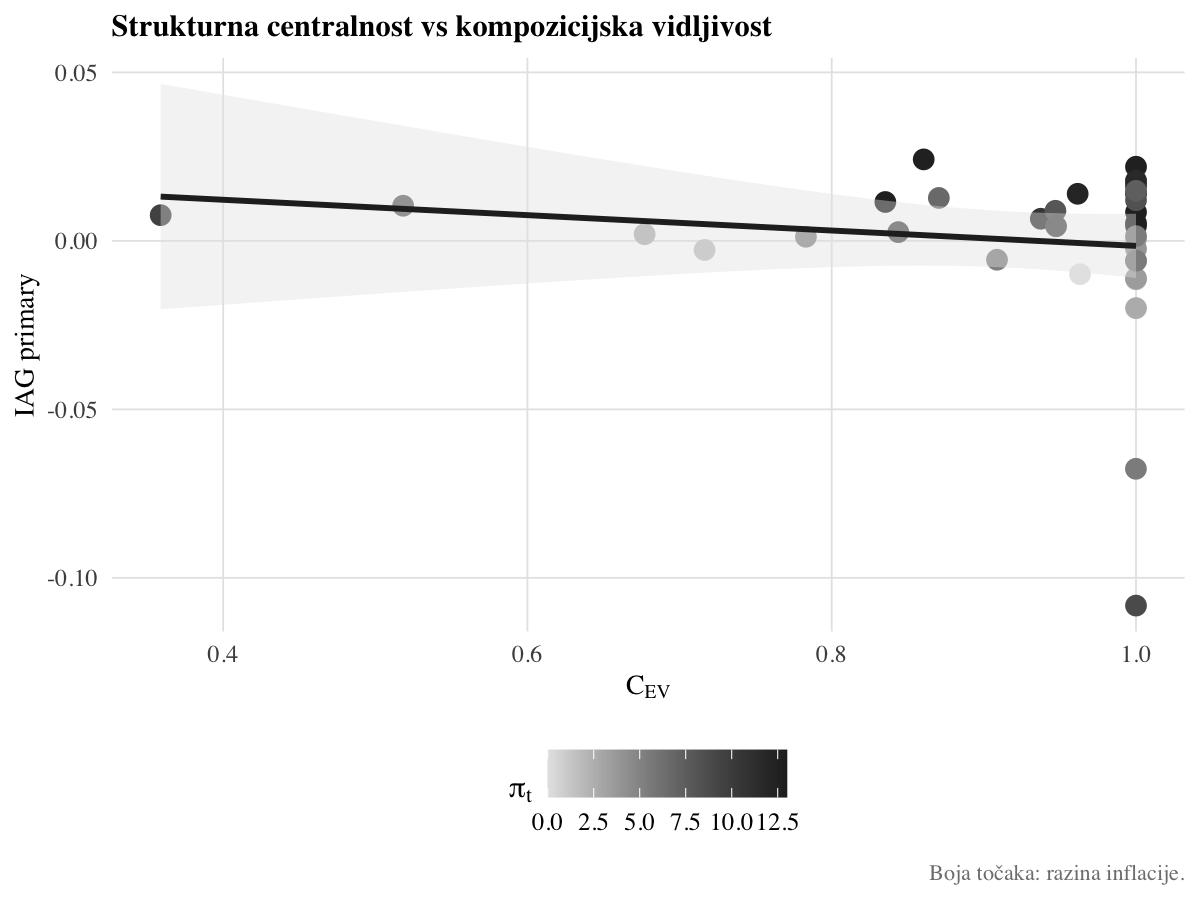 Strukturna centralnost vs kompozicijska vidljivost
0.05
0.00
-0.05
-0.10
IAG primary
0.4 0.6 0.8 1.0
C_EV
π_t
0.0 2.5 5.0 7.5 10.0 12.5
Boja točaka: razina inflacije.